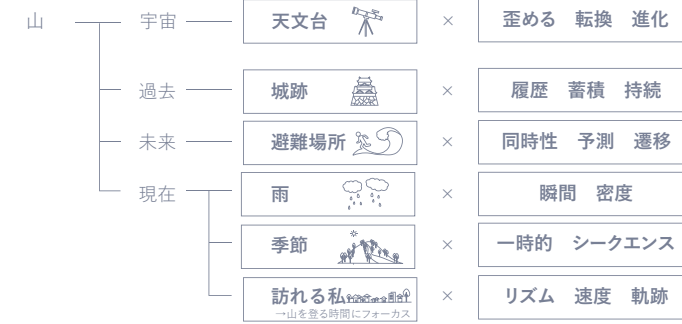 山 宇宙 天文台 × 歪める 転換 進化
過去 城跡 × 履歴 蓄積 持続
未来 避難場所 × 同時性 予測 遷移
現在 雨 × 瞬間 密度
季節 × 一時的 シークエンス
訪れる私 × リズム 速度 軌跡
→山を登る時間にフォーカス